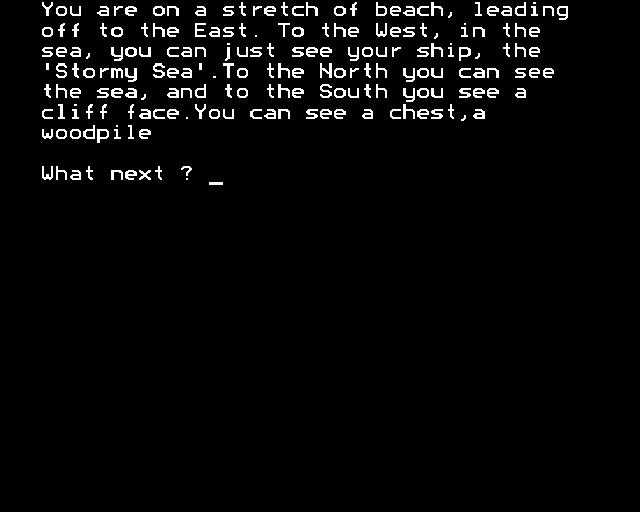 You are on a stretch of beach, leading
off to the East. To the West, in the
sea, you can just see your ship, the
'Stormy Sea'.To the North you can see
the sea, and to the South you see a
cliff face.You can see a chest,a
woodpile
What next ? _